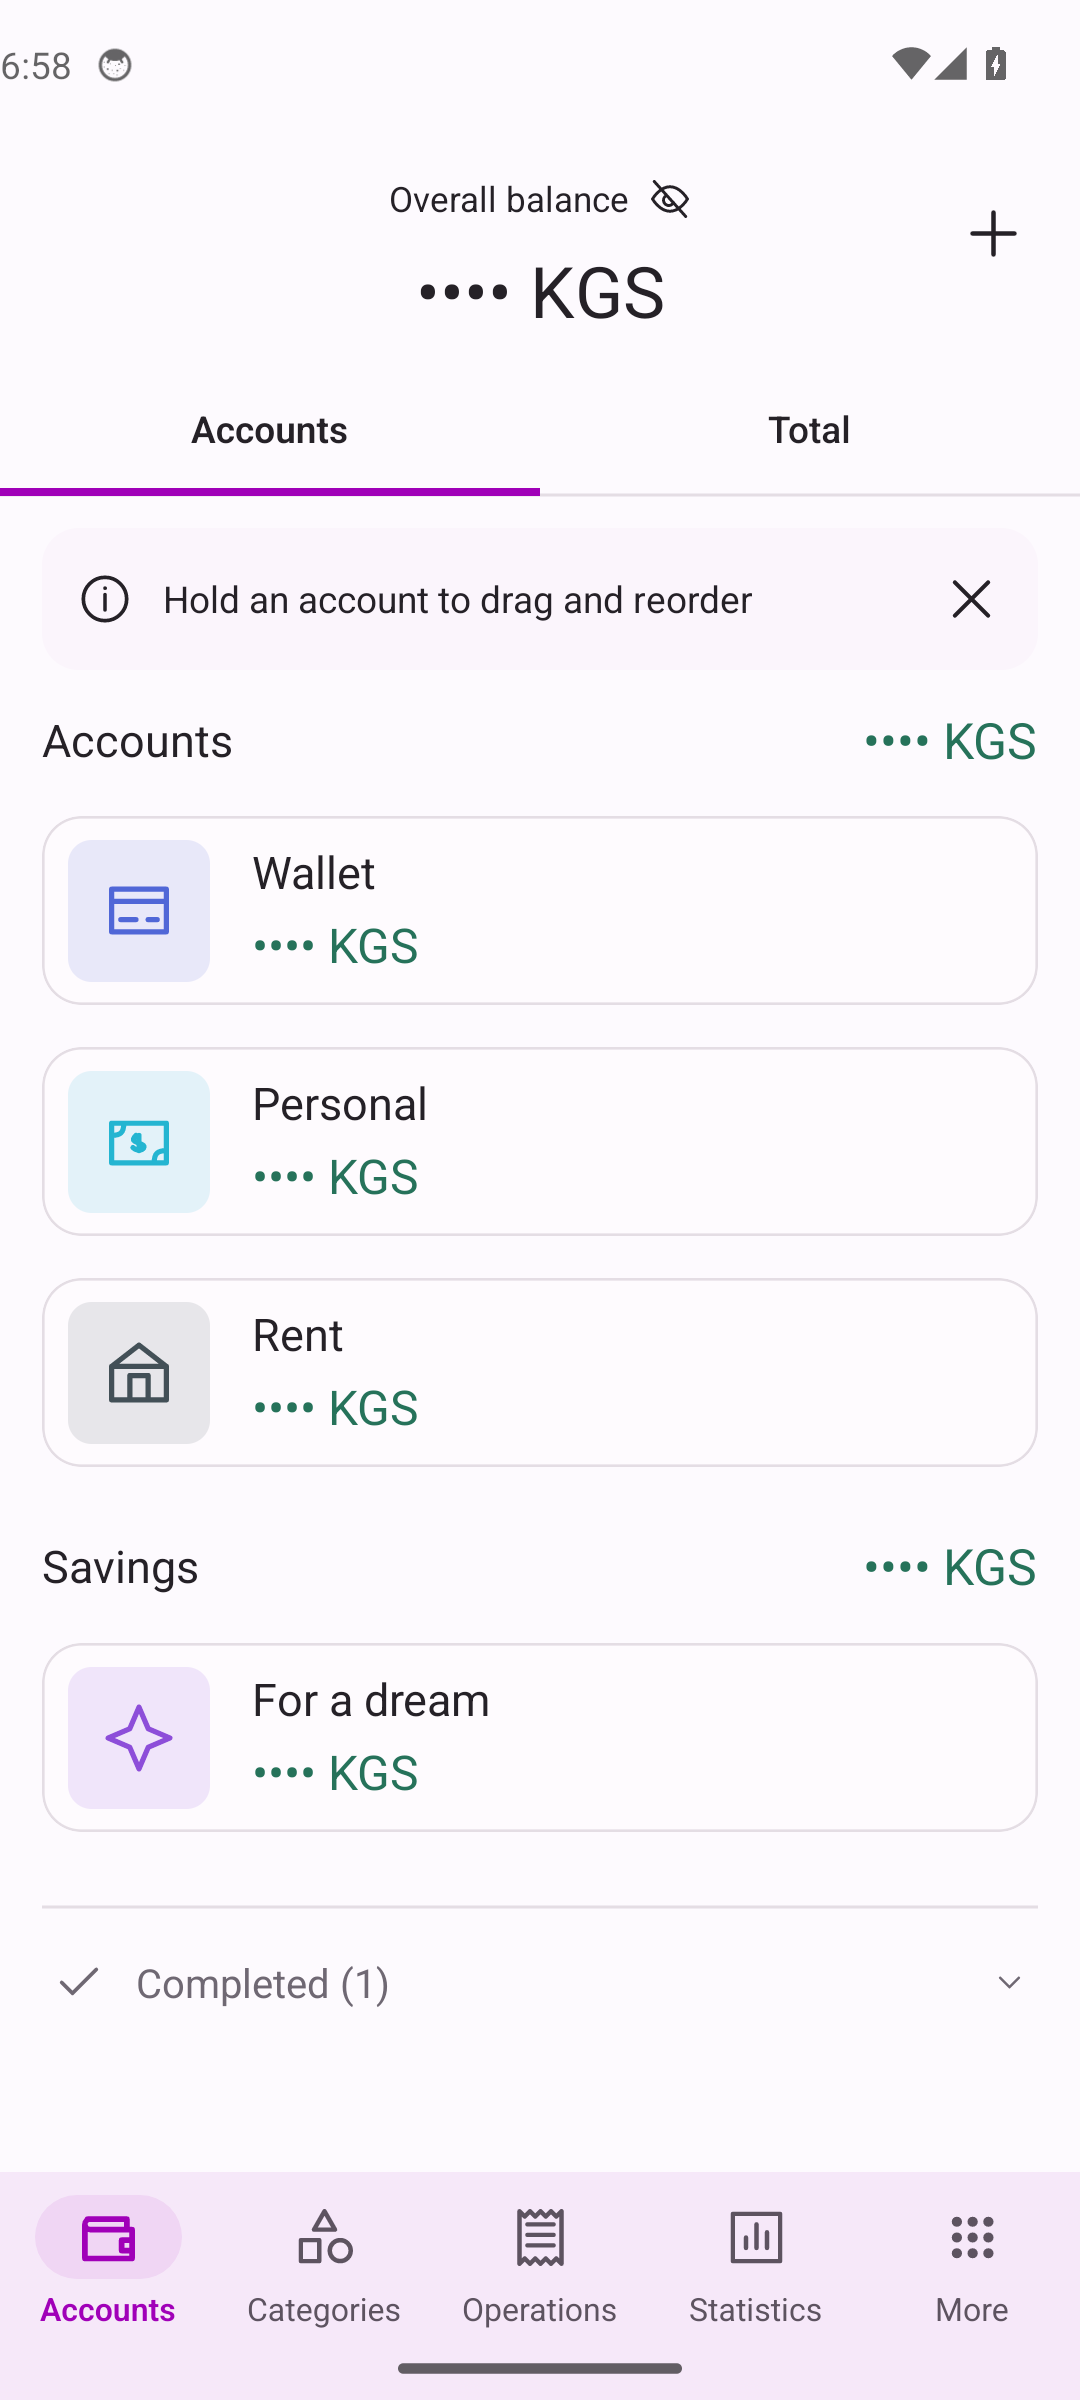 6:58
Overall balance
•••• KGS
Accounts
Total
Hold an account to drag and reorder
Accounts
•••• KGS
Wallet
•••• KGS
Personal
•••• KGS
Rent
•••• KGS
Savings
•••• KGS
For a dream
•••• KGS
Completed (1)
Accounts
Categories
Operations
Statistics
More